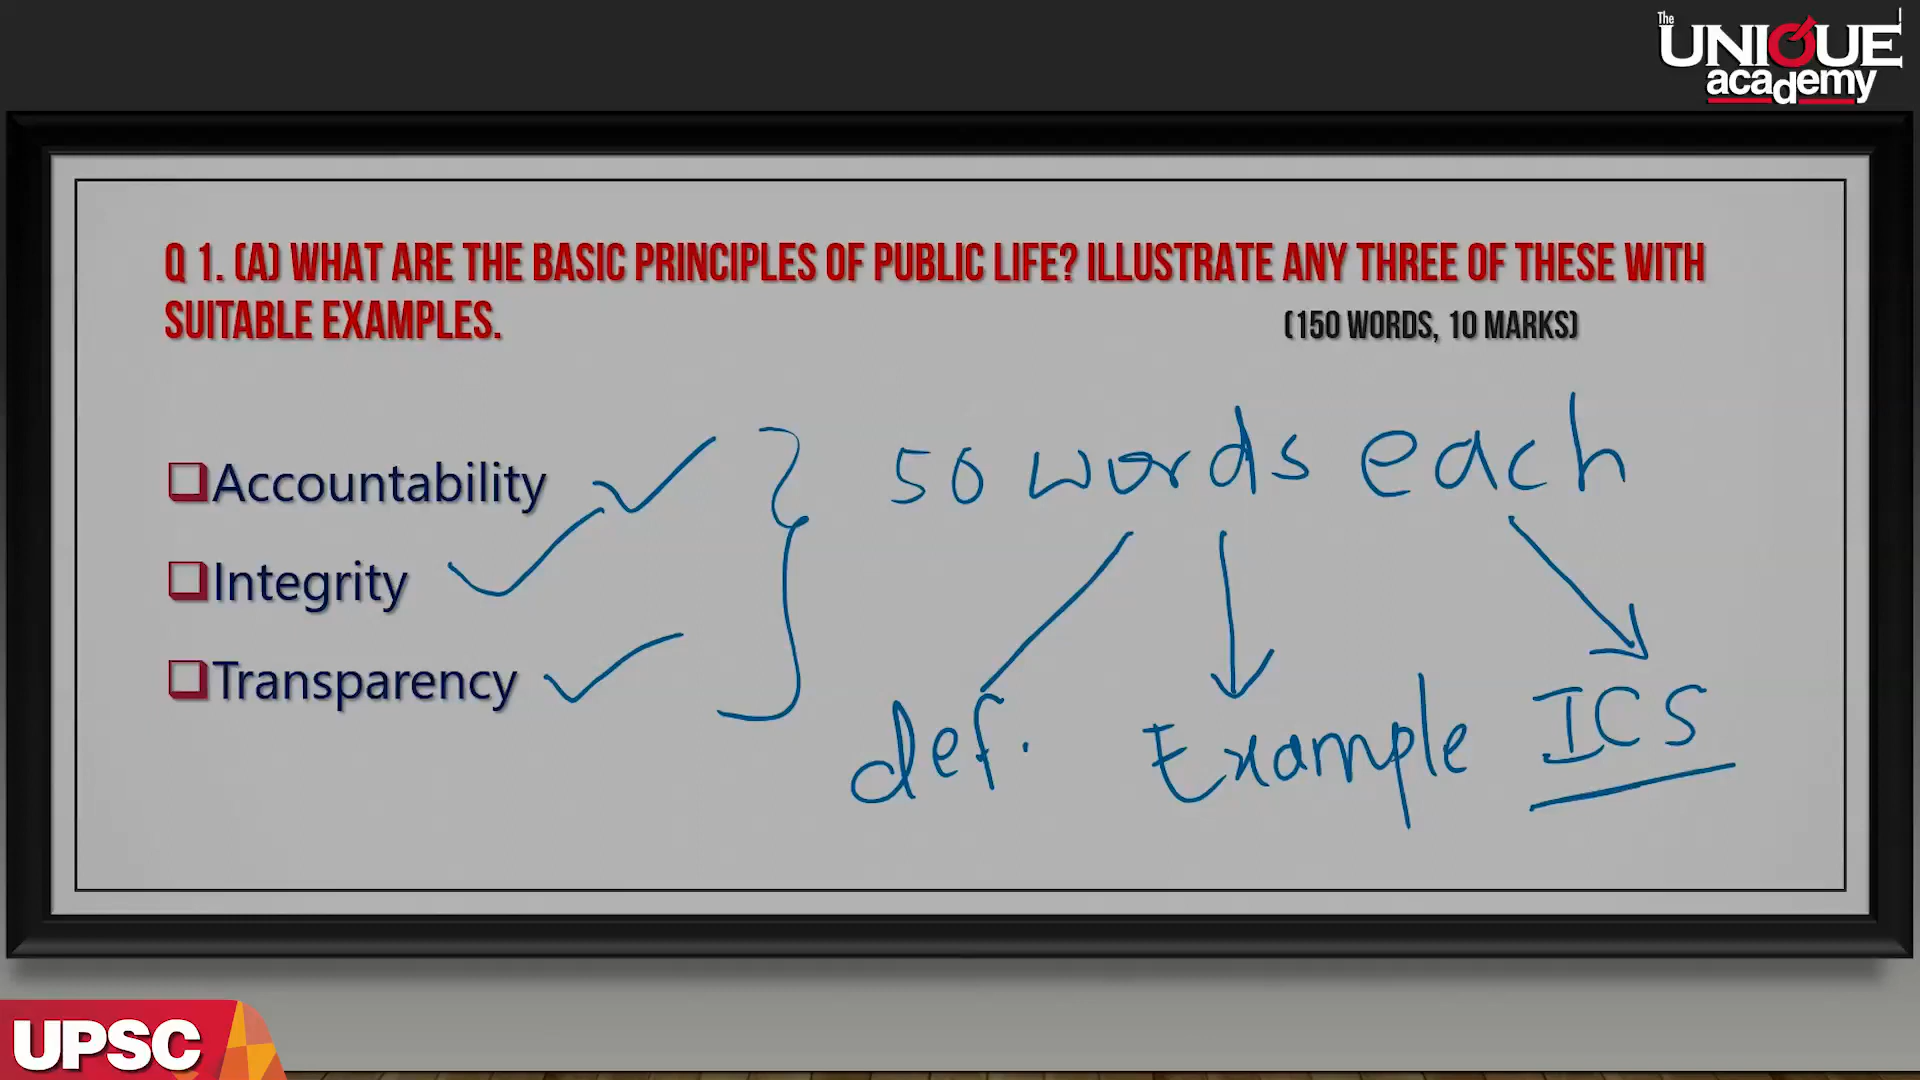 The
UNIQUE
academy
Q 1. (A) WHAT ARE THE BASIC PRINCIPLES OF PUBLIC LIFE? ILLUSTRATE ANY THREE OF THESE WITH
SUITABLE EXAMPLES. (150 WORDS, 10 MARKS)
Accountability
Integrity
Transparency
50 words each
def. Example ICS
UPSC